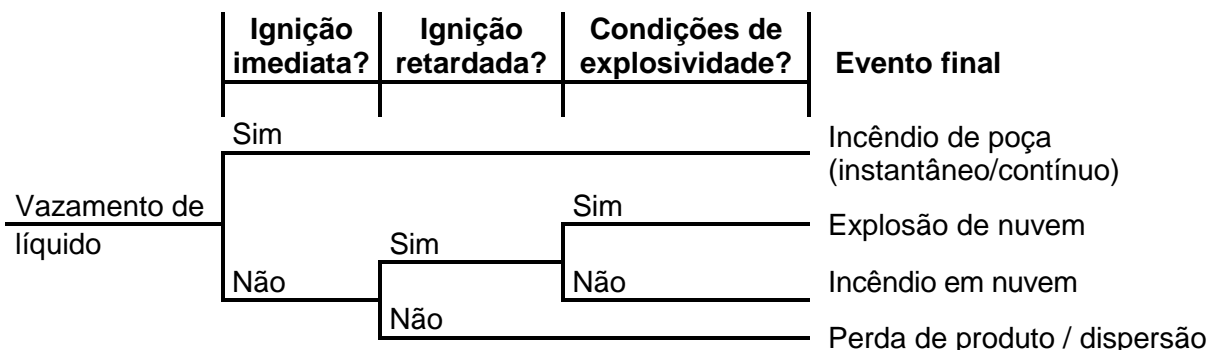 Ignição imediata?
Ignição retardada?
Condições de explosividade?
Evento final
Sim
Incêndio de poça
(instantâneo/contínuo)
Vazamento de
líquido
Sim
Explosão de nuvem
Sim
Não
Não
Incêndio em nuvem
Não
Perda de produto / dispersão